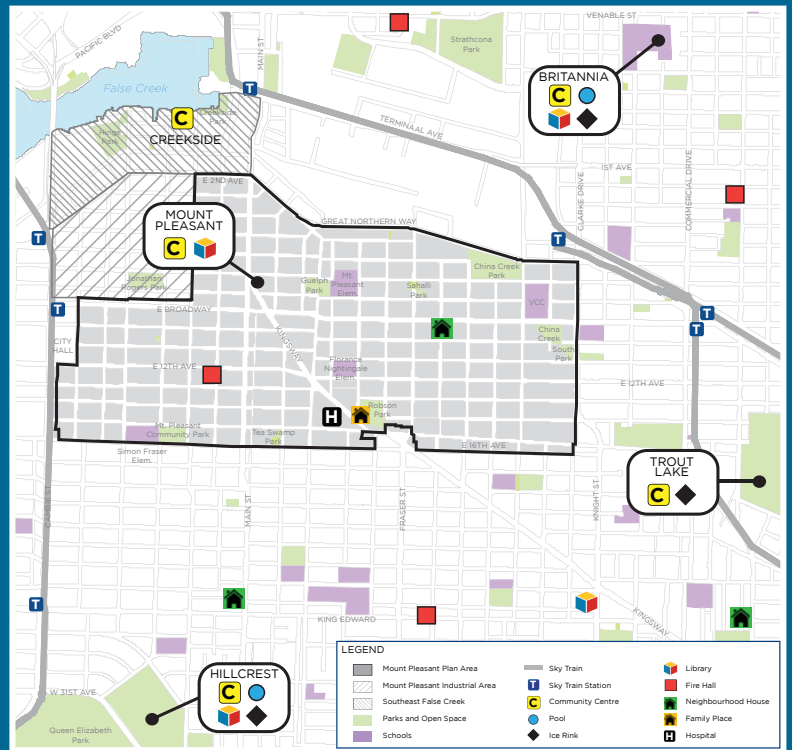 VENABLE ST
PACIFIC BLVD
MAIN ST
Strathcona
Park
BRITANNIA
C
False Creek
T
C
Creekside
Park
TERMINAAL AVE
Hinge
Park
CREEKSIDE
1ST AVE
COMMERCIAL DRIVE
CLARKE DRIVE
E 2ND AVE
MOUNT
PLEASANT
C
GREAT NORTHERN WAY
T
T
China Creek
Park
Jonathan
Rogers Park
Guelph
Park
Mt.
Pleasant
Elem.
Sahalli
Park
VCC
T
E BROADWAY
T
T
KINGSWAY
China
Creek
South
Park
CITY
HALL
E 12TH AVE
Florance
Nightengale
Elem.
E 12TH AVE
H
Robson
Park
Mt. Pleasant
Community Park
Tea Swamp
Park
E 16TH AVE
Simon Fraser
Elem.
TROUT
LAKE
C
CAMBIE ST
MAIN ST
FRASER ST
KNIGHT ST
T
KING EDWARD
KINGSWAY
HILLCREST
C
W 31ST AVE
Queen Elizabeth
Park
LEGEND
Mount Pleasant Plan Area
Mount Pleasant Industrial Area
Southeast False Creek
Parks and Open Space
Schools
Sky Train
T Sky Train Station
C Community Centre
Pool
Ice Rink
Library
Fire Hall
Neighbourhood House
Family Place
H Hospital